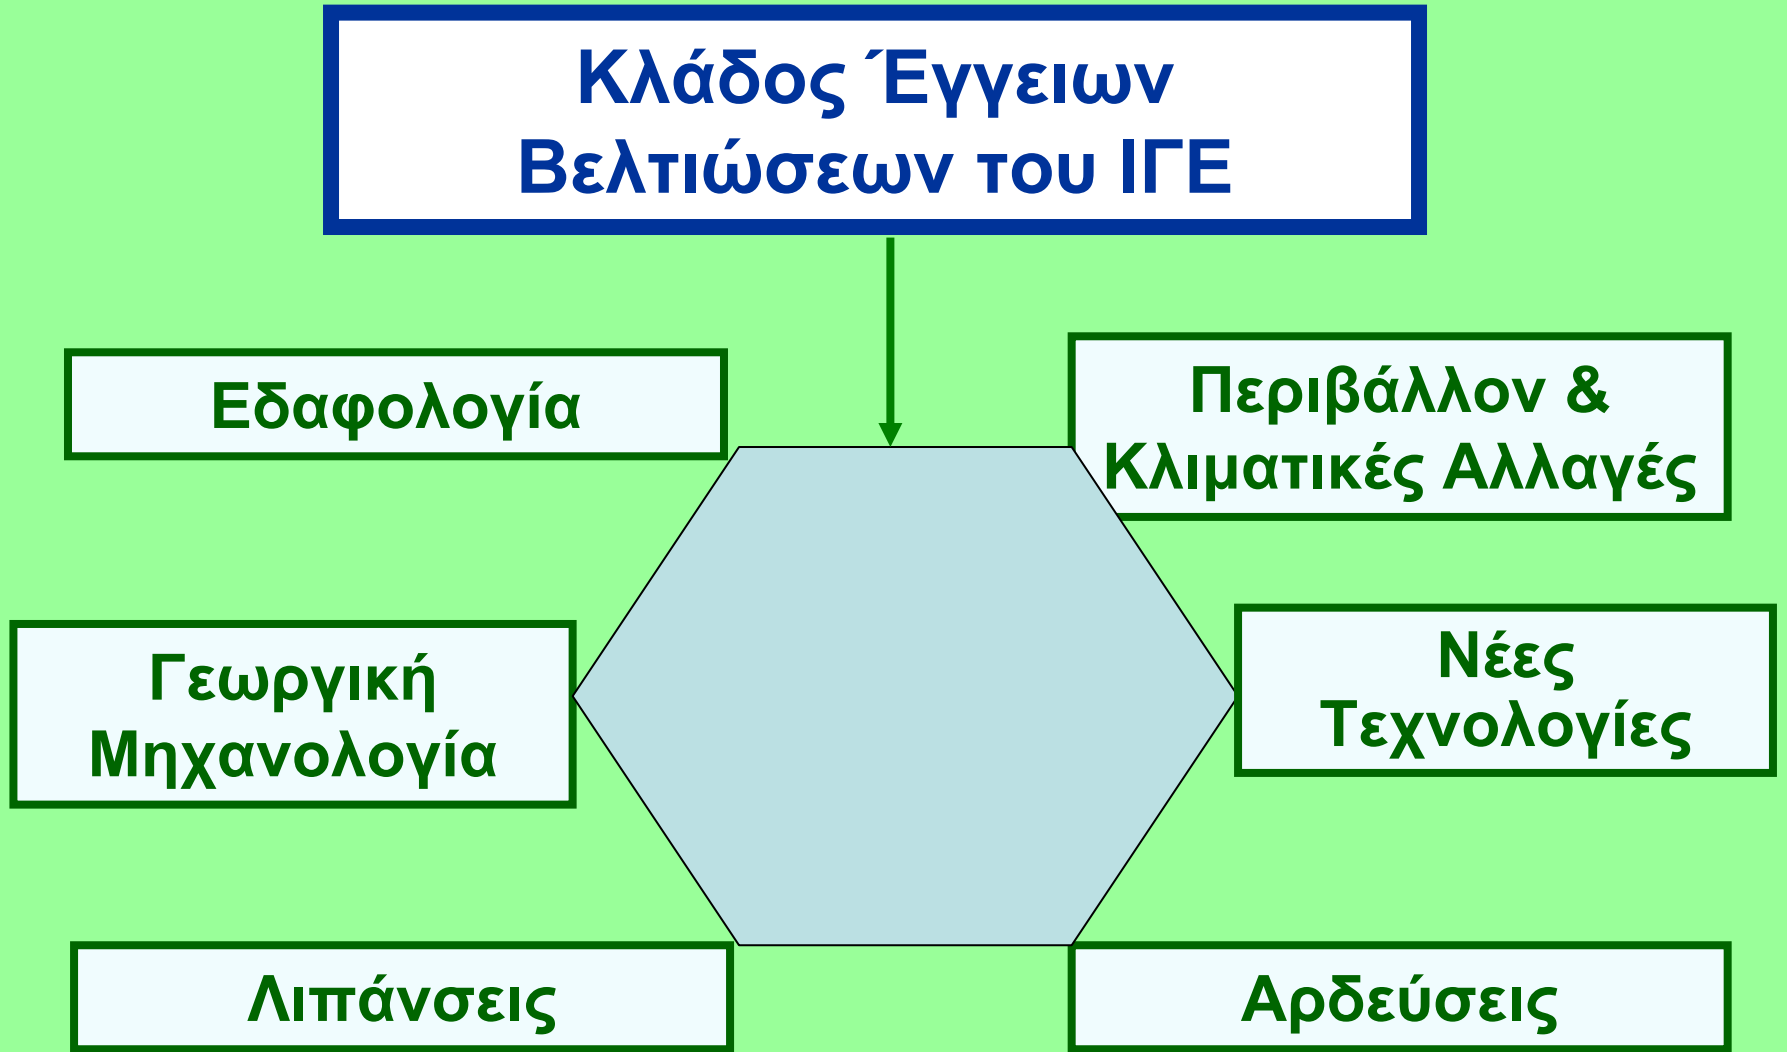 Κλάδος Έγγειων
Βελτιώσεων του ΙΓΕ
Εδαφολογία
Περιβάλλον &
Κλιματικές Αλλαγές
Γεωργική
Μηχανολογία
Νέες
Τεχνολογίες
Λιπάνσεις
Αρδεύσεις